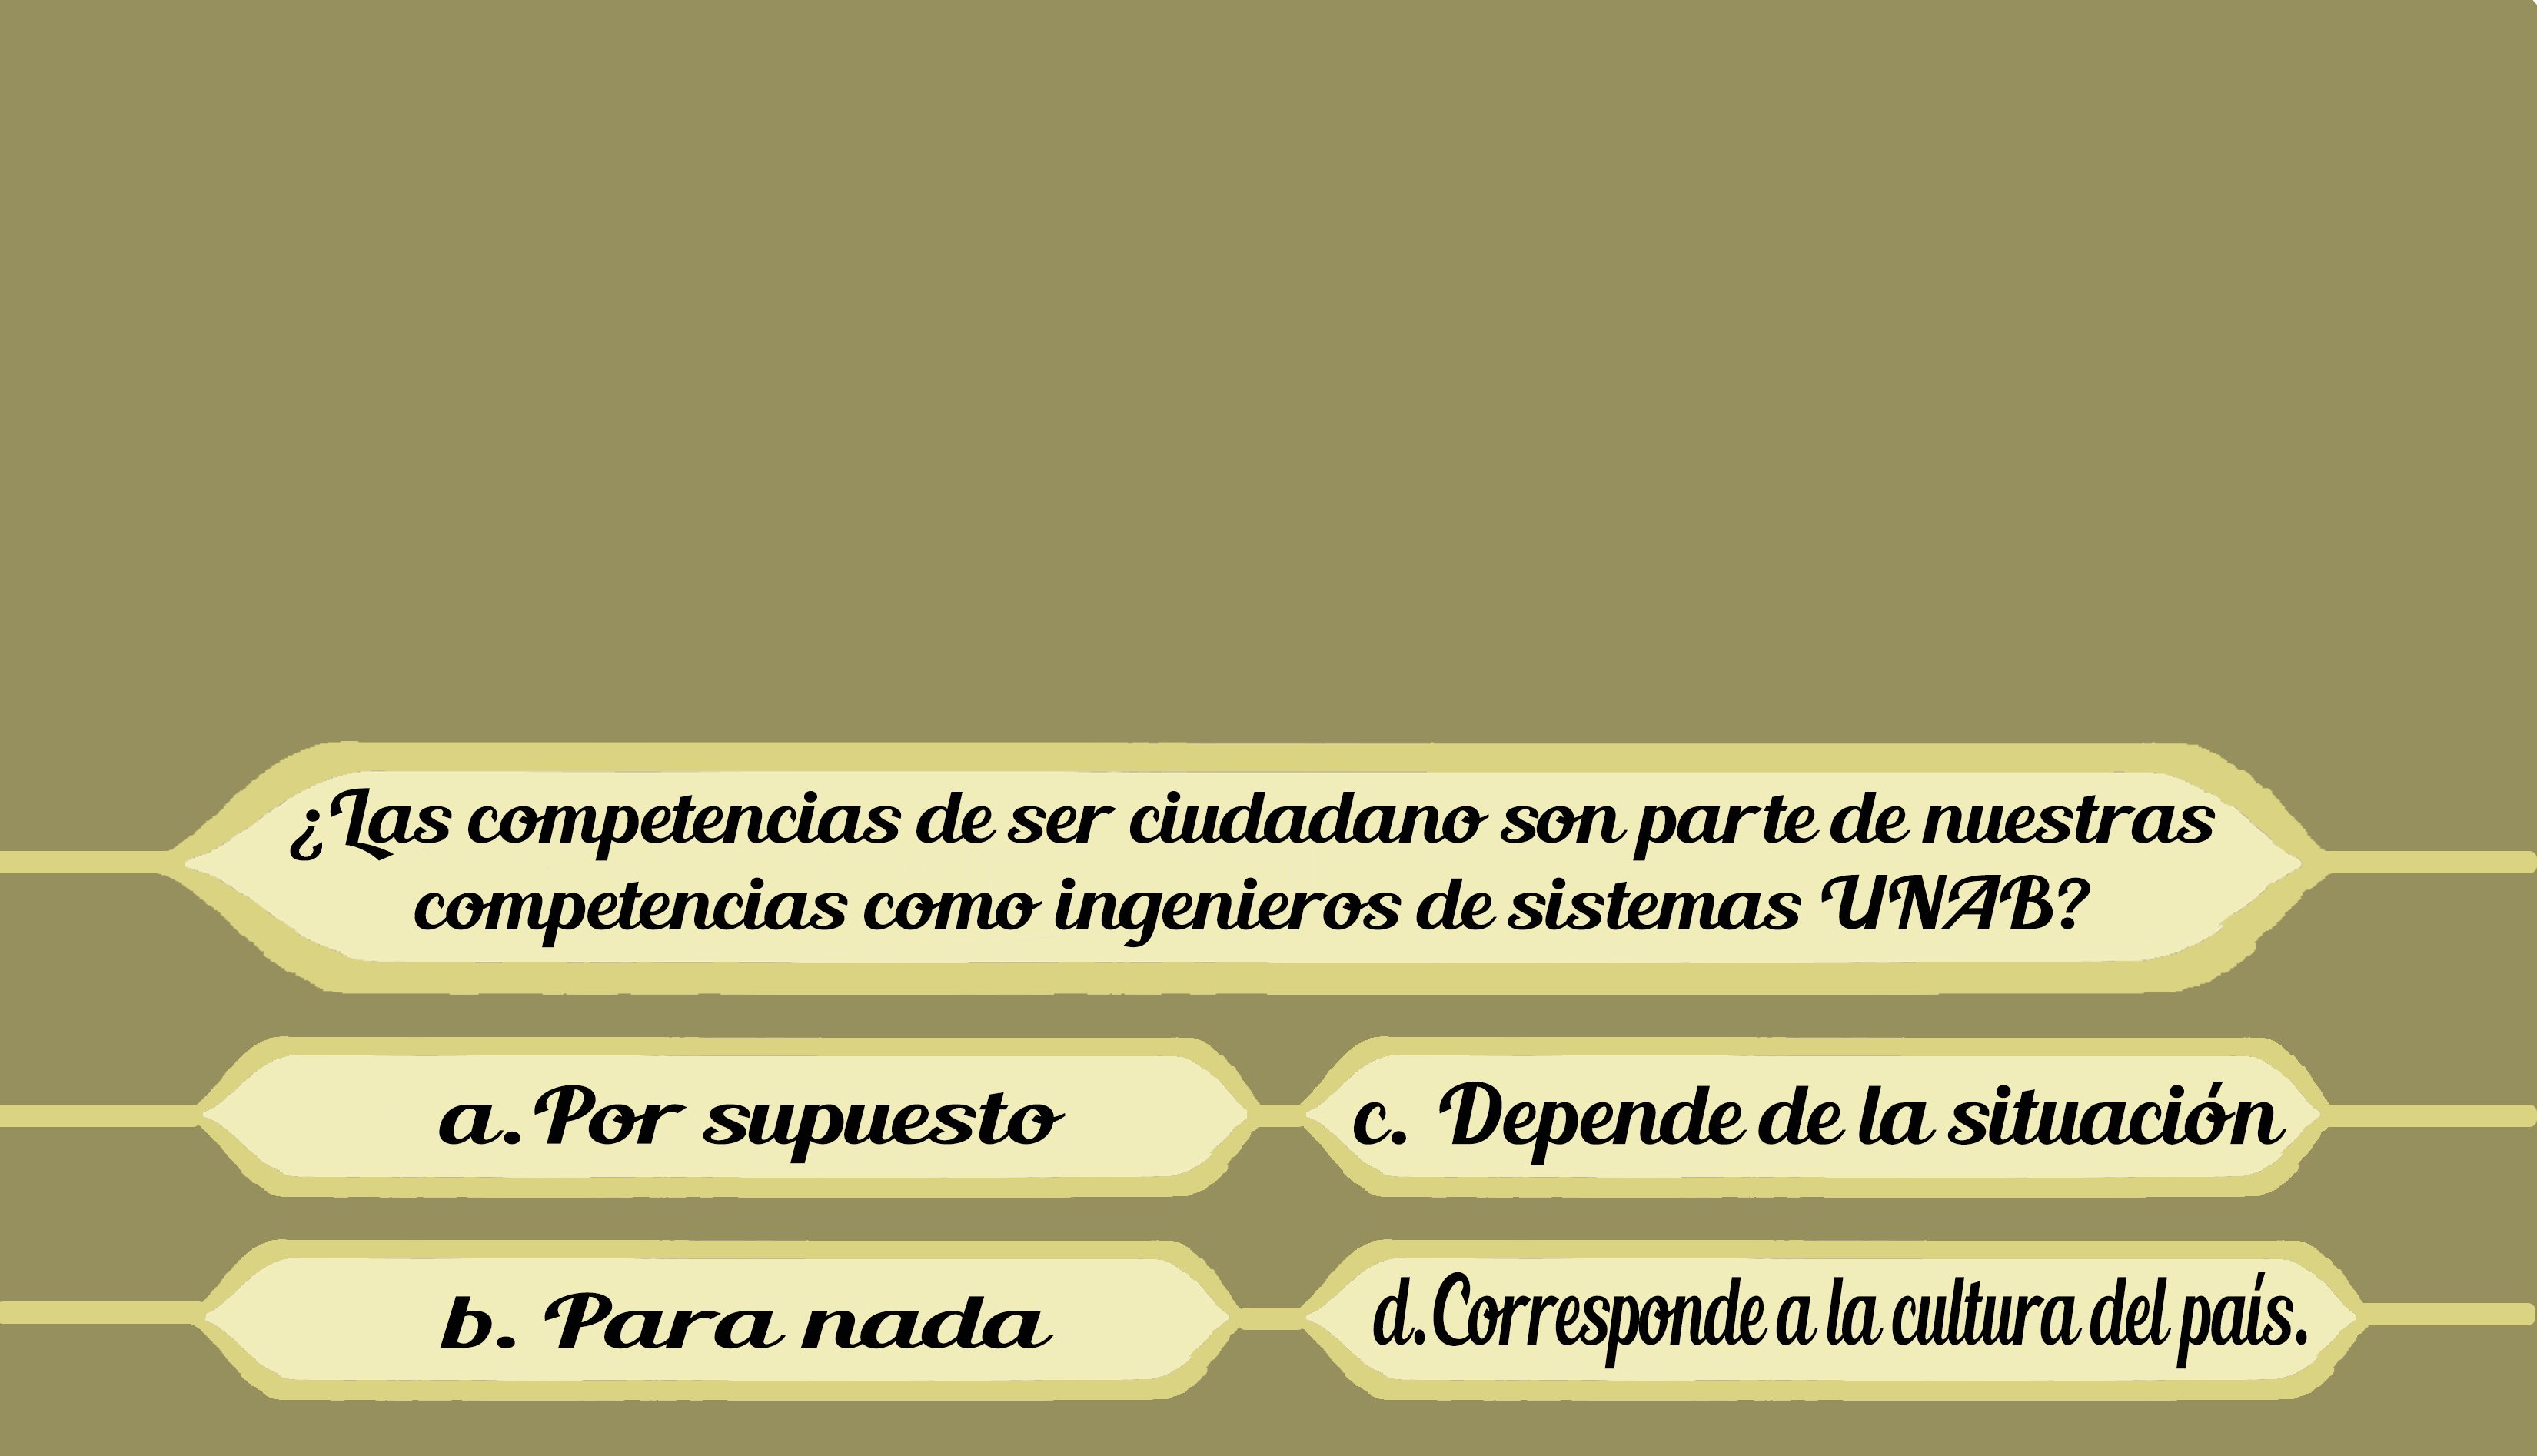 ¿Las competencias de ser ciudadano son parte de nuestras
competencias como ingenieros de sistemas UNAB?
a. Por supuesto
c. Depende de la situación
b. Para nada
d. Corresponde a la cultura del país.